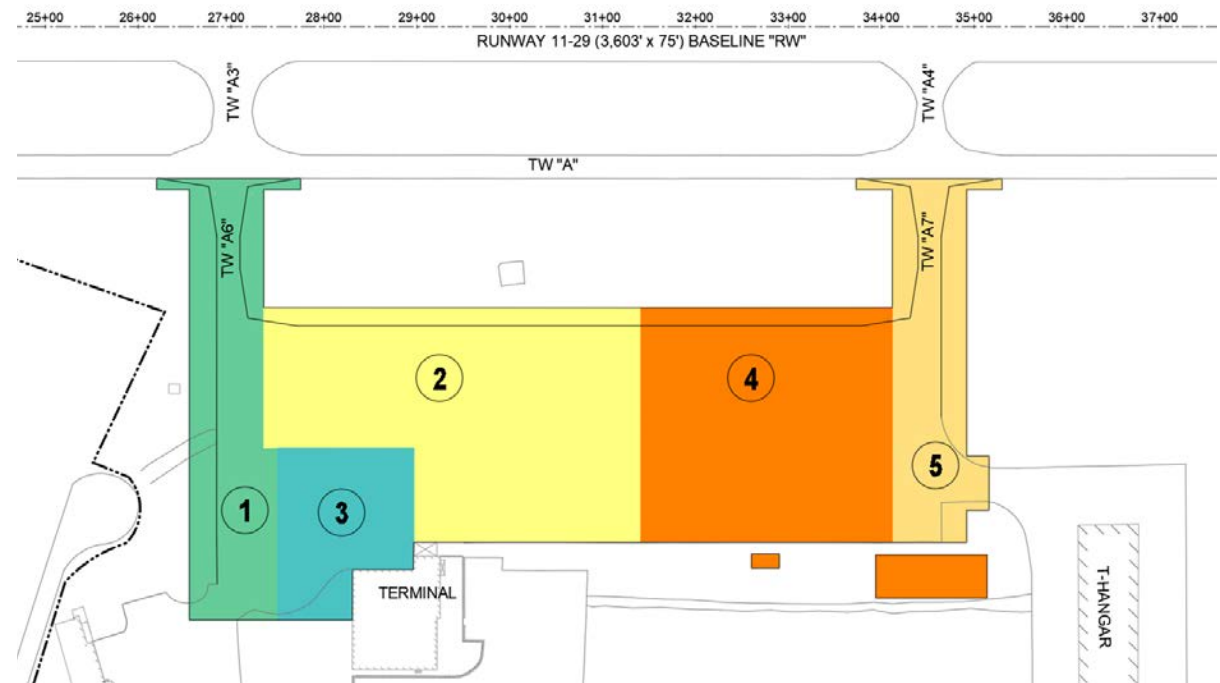 25+00 26+00 27+00 28+00 29+00 30+00 31+00 32+00 33+00 34+00 35+00 36+00 37+00
RUNWAY 11-29 (3,603' x 75') BASELINE "RW"
TW "A3"
TW "A4"
TW "A"
TW "A6"
TW "A7"
2
4
5
1
3
TERMINAL
T-HANGAR